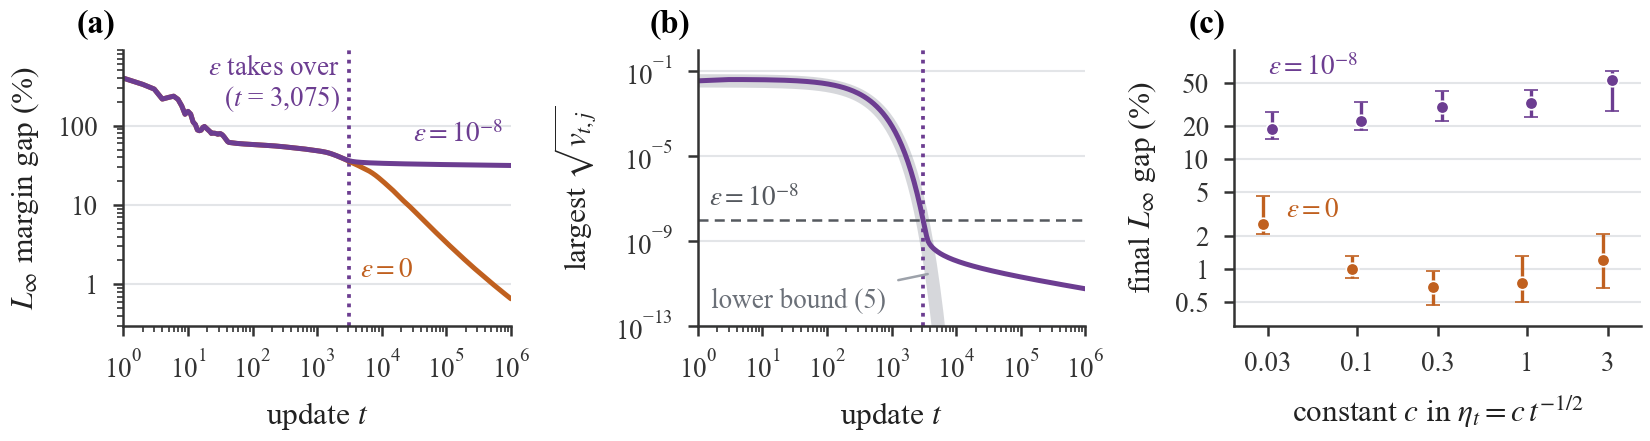 (a)
L∞ margin gap (%)
100
10
1
ε takes over
(t = 3,075)
ε = 10⁻⁸
ε = 0
10⁰ 10¹ 10² 10³ 10⁴ 10⁵ 10⁶
update t
(b)
largest √v_{t,j}
10⁻¹
10⁻⁵
10⁻⁹
10⁻¹³
ε = 10⁻⁸
lower bound (5)
10⁰ 10¹ 10² 10³ 10⁴ 10⁵ 10⁶
update t
(c)
final L∞ gap (%)
50
20
10
5
2
1
0.5
ε = 10⁻⁸
ε = 0
0.03 0.1 0.3 1 3
constant c in η_t = c t^{−1/2}